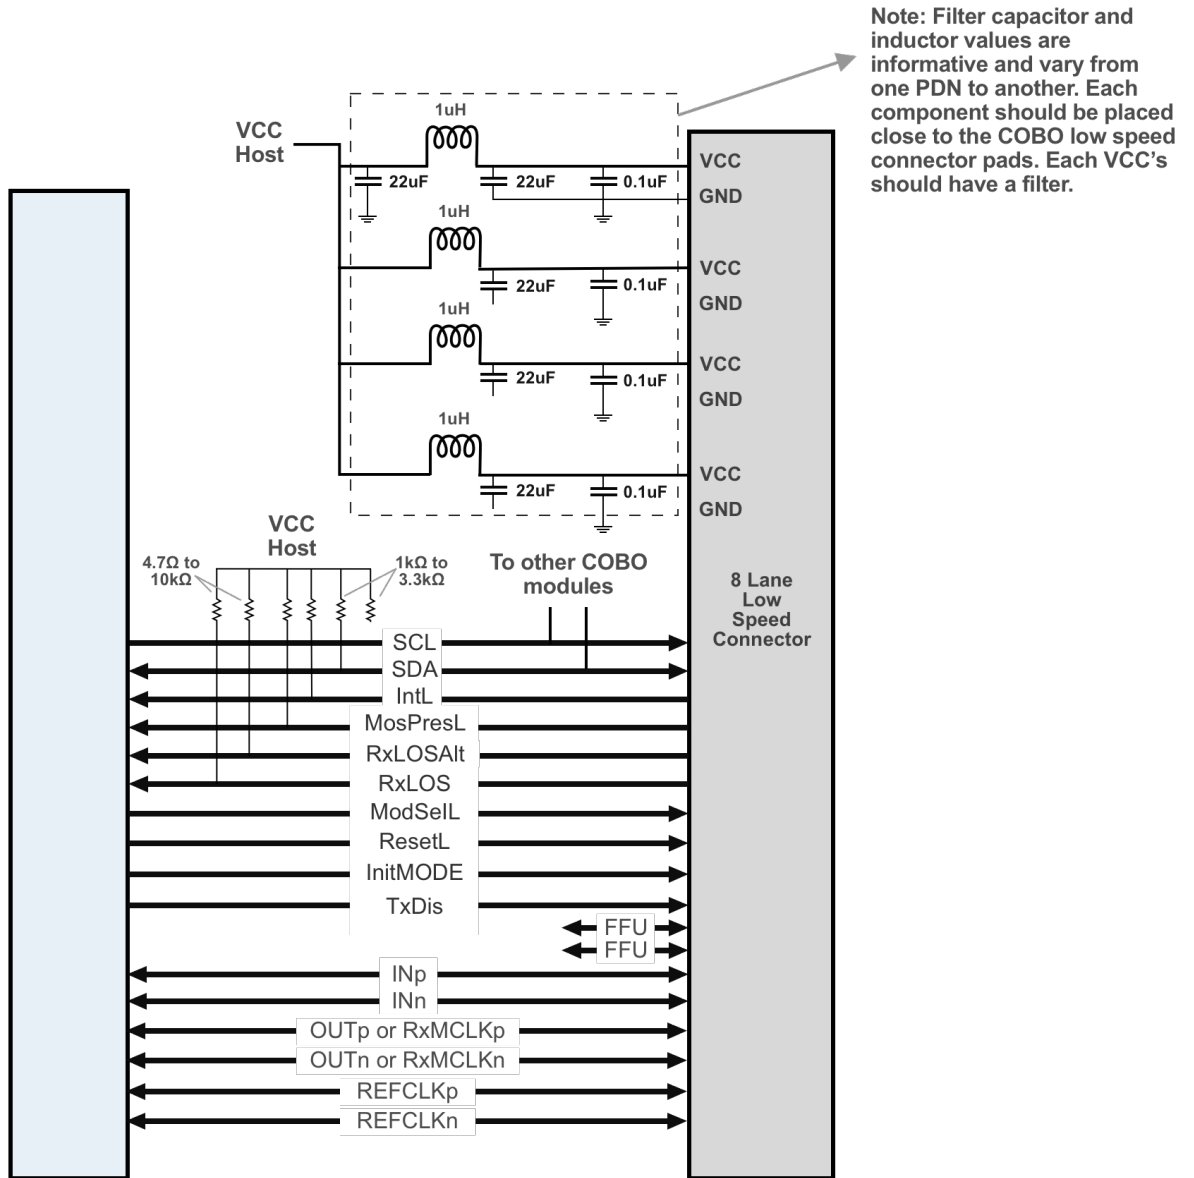 Note: Filter capacitor and
inductor values are
informative and vary from
one PDN to another. Each
component should be placed
close to the COBO low speed
connector pads. Each VCC's
should have a filter.
1uH
VCC
Host
VCC
22uF
22uF
0.1uF
GND
1uH
VCC
22uF
0.1uF
GND
1uH
VCC
22uF
0.1uF
GND
1uH
VCC
22uF
0.1uF
GND
VCC
Host
4.7Ω to
10kΩ
1kΩ to
3.3kΩ
To other COBO
modules
8 Lane
Low
Speed
Connector
SCL
SDA
IntL
MosPresL
RxLOSAlt
RxLOS
ModSelL
ResetL
InitMODE
TxDis
FFU
FFU
INp
INn
OUTp or RxMCLKp
OUTn or RxMCLKn
REFCLKp
REFCLKn